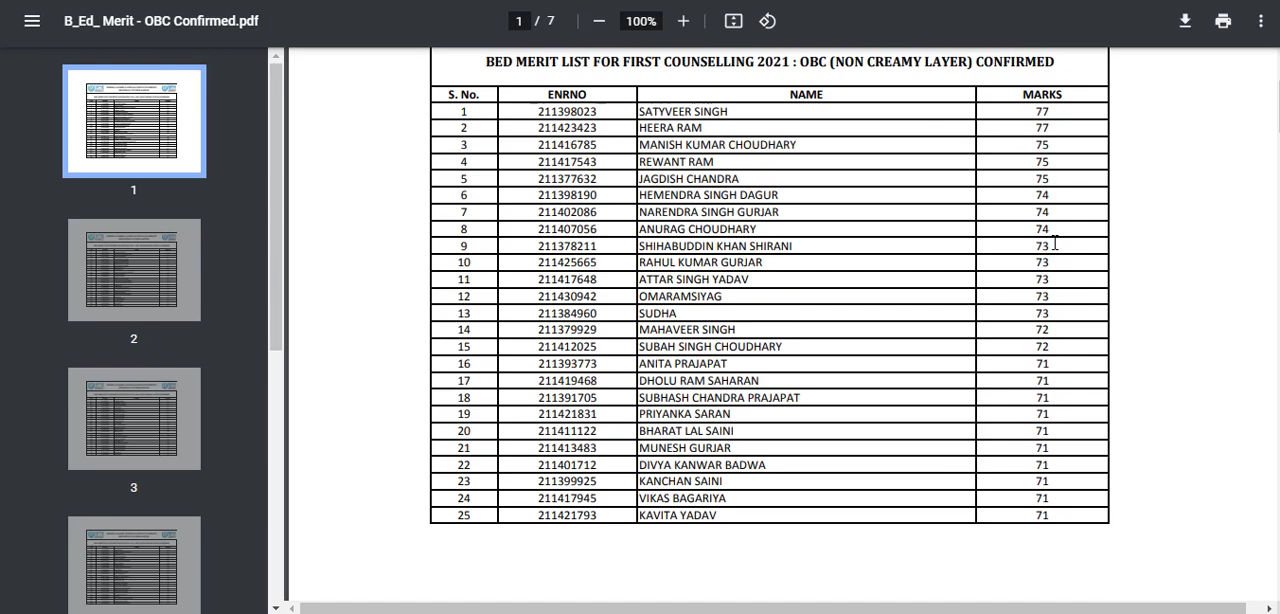 B_Ed_ Merit - OBC Confirmed.pdf 1 / 7 100%
BED MERIT LIST FOR FIRST COUNSELLING 2021 : OBC (NON CREAMY LAYER) CONFIRMED
S. No. ENRNO NAME MARKS
1 211398023 SATYVEER SINGH 77
2 211423423 HEERA RAM 77
3 211416785 MANISH KUMAR CHOUDHARY 75
4 211417543 REWANT RAM 75
5 211377632 JAGDISH CHANDRA 75
6 211398190 HEMENDRA SINGH DAGUR 74
7 211402086 NARENDRA SINGH GURJAR 74
8 211407056 ANURAG CHOUDHARY 74
9 211378211 SHIHABUDDIN KHAN SHIRANI 73
10 211425665 RAHUL KUMAR GURJAR 73
11 211417648 ATTAR SINGH YADAV 73
12 211430942 OMARAMSIYAG 73
13 211384960 SUDHA 73
14 211379929 MAHAVEER SINGH 72
15 211412025 SUBAH SINGH CHOUDHARY 72
16 211393773 ANITA PRAJAPAT 71
17 211419468 DHOLU RAM SAHARAN 71
18 211391705 SUBHASH CHANDRA PRAJAPAT 71
19 211421831 PRIYANKA SARAN 71
20 211411122 BHARAT LAL SAINI 71
21 211413483 MUNESH GURJAR 71
22 211401712 DIVYA KANWAR BADWA 71
23 211399925 KANCHAN SAINI 71
24 211417945 VIKAS BAGARIYA 71
25 211421793 KAVITA YADAV 71
1
2
3